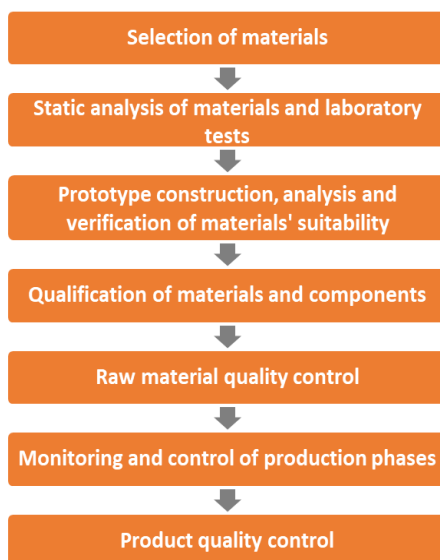 Selection of materials
Static analysis of materials and laboratory
tests
Prototype construction, analysis and
verification of materials' suitability
Qualification of materials and components
Raw material quality control
Monitoring and control of production phases
Product quality control